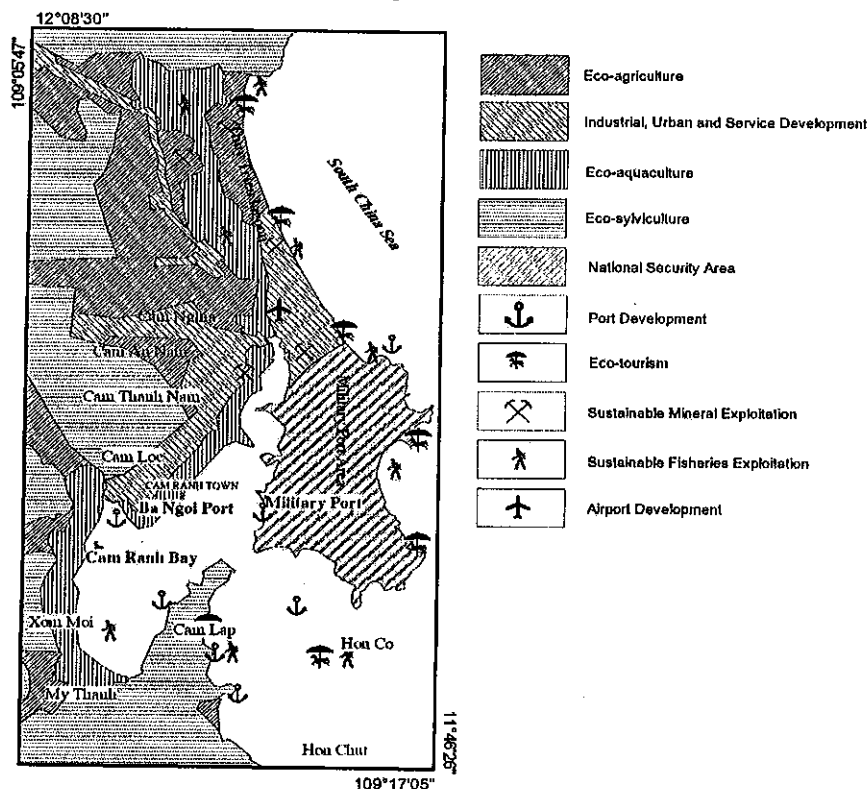 12°08'30"
109°05'47"
South China Sea
Cam An Nam
Cam Thanh Nam
Cam Loc
CAM RANH TOWN
Ba Ngoi Port
Military Port
Cam Ranh Bay
Xom Moi
Cam Lap
Hon Co
My Thanh
Hon Chut
11°46'26"
109°17'05"
Eco-agriculture
Industrial, Urban and Service Development
Eco-aquaculture
Eco-sylviculture
National Security Area
Port Development
Eco-tourism
Sustainable Mineral Exploitation
Sustainable Fisheries Exploitation
Airport Development